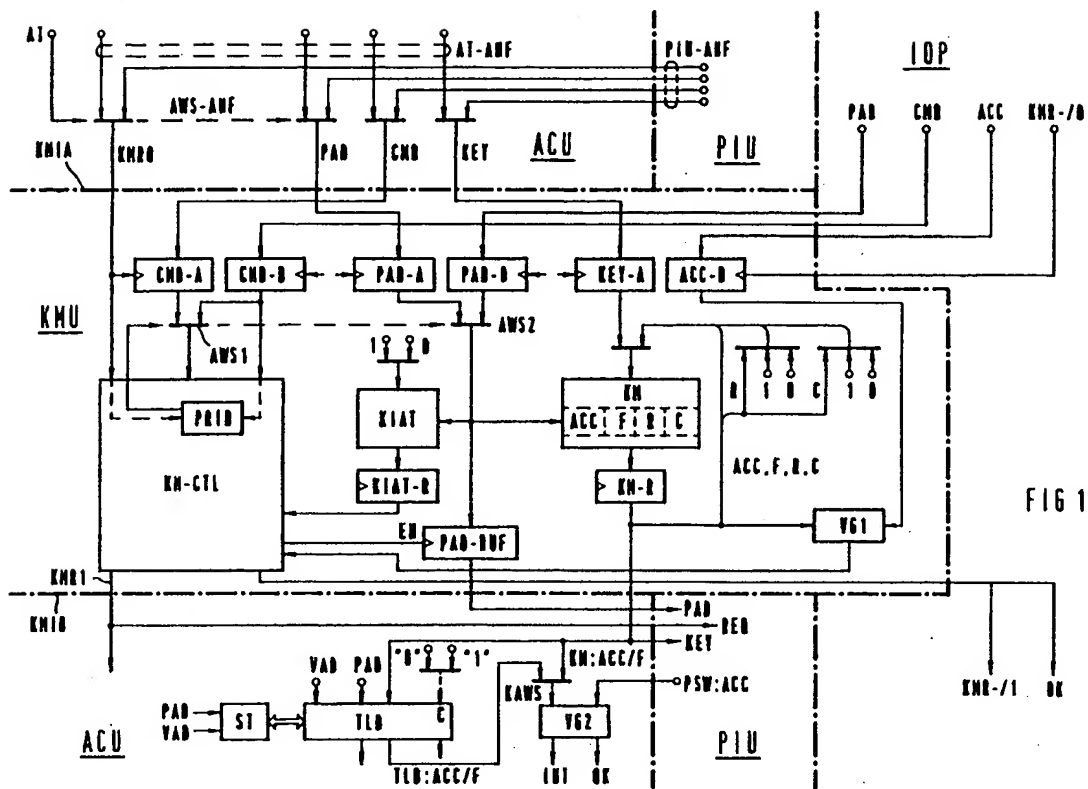 AT
AT-ANF
PIU-ANF
IOP
AWS-ANF
PAD
CMD
ACC
KMR-/0
KMIA
KMR0
PAD
CMD
KEY
ACU
PIU
CMD-A
CMD-B
PAD-A
PAD-B
KEY-A
ACC-B
KMU
AWS1
AWS2
1 0
R 1 0 C 1 0
PRIO
KIAT
KM
ACC F R C
KM-CTL
ACC,F,R,C
KIAT-R
KM-R
FIG 1
EN
PAD-BUF
VG1
KMR1
KMIB
PAD
REQ
KEY
VAD
PAD
"0"
"1"
KM:ACC/F
KAWS
PSW:ACC
KMR-/1
OK
PAD
VAD
ST
TLB
C
VG2
ACU
TLB:ACC/F
INT
OK
PIU